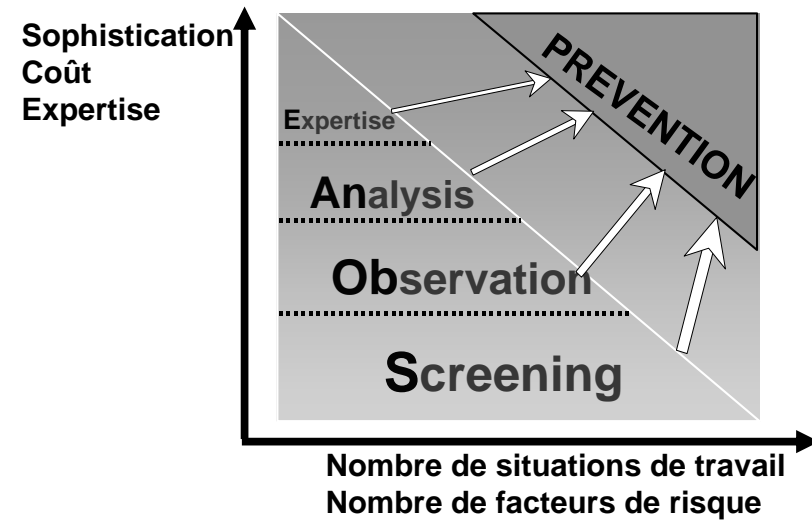 Sophistication
Coût
Expertise
PREVENTION
Expertise
Analysis
Observation
Screening
Nombre de situations de travail
Nombre de facteurs de risque